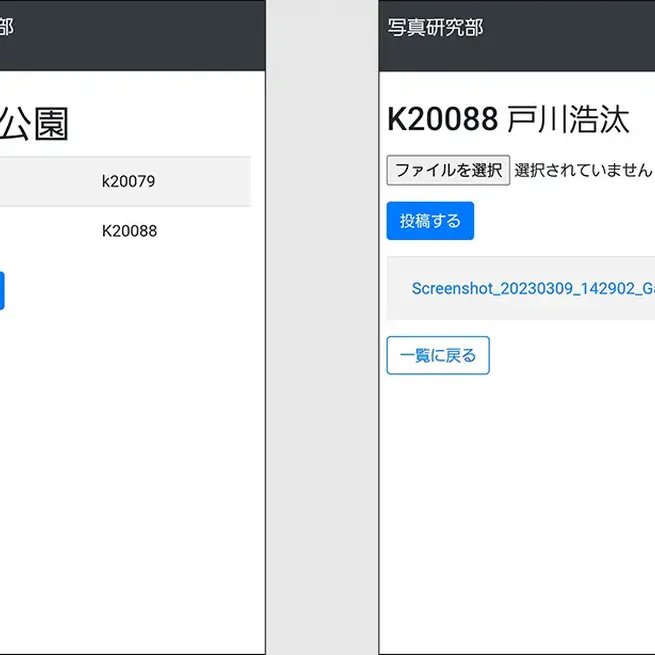 部
公園
k20079
K20088
写真研究部
K20088 戸川浩汰
ファイルを選択 選択されていません
投稿する
Screenshot_20230309_142902_G
一覧に戻る